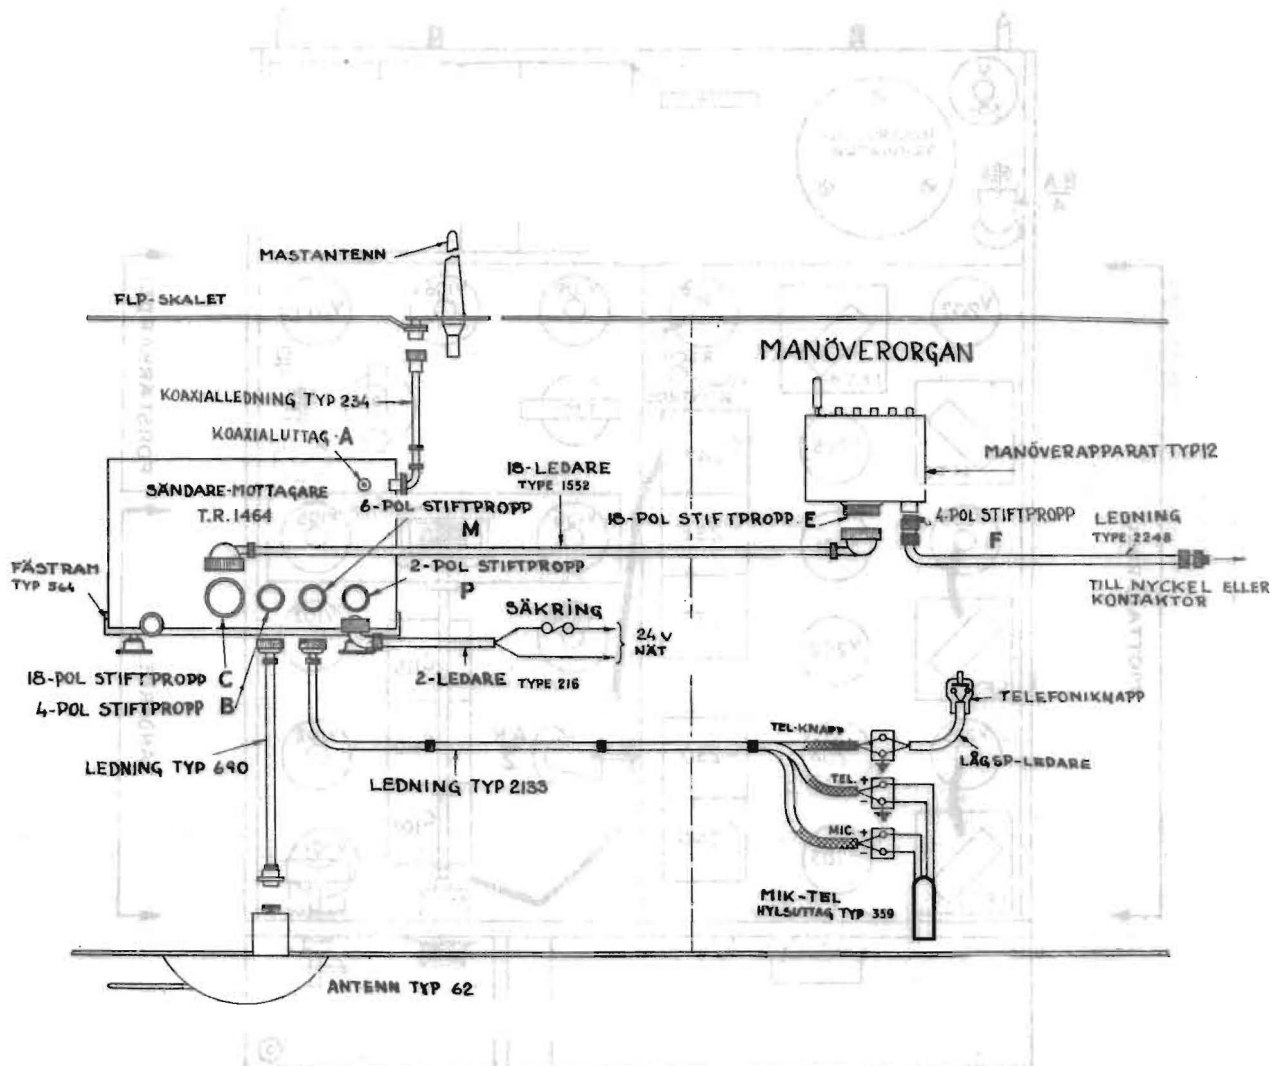 MASTANTENN
FLP-SKALET
MANÖVERORGAN
KOAXIALLEDNING TYP 234
KOAXIALUTTAG A
MANÖVERAPPARAT TYP12
18-LEDARE
TYPE 1552
SÄNDARE-MOTTAGARE
T.R.1464
6-POL STIFTPROPP
M
18-POL STIFTPROPP. E
4-POL STIFTPROPP
F
LEDNING
TYPE 2248
FÄSTRAM
TYP 364
2-POL STIFTPROPP
P
TILL NYCKEL ELLER
KONTAKTOR
SÄKRING
24 V
NÄT
18-POL STIFTPROPP C
2-LEDARE TYPE 216
4-POL STIFTPROPP B
TELEFONIKNAPP
TEL-KNAPP
LEDNING TYP 690
LÅGSP-LEDARE
LEDNING TYP 2133
TEL. +
-
MIC. +
-
MIK-TEL
HYLSUTTAG TYP 359
ANTENN TYP 62